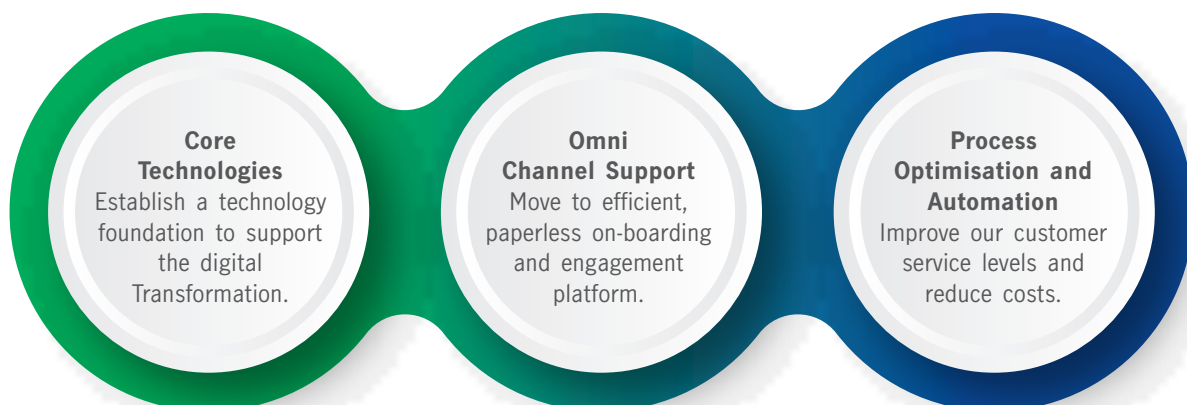 Core
Technologies
Establish a technology
foundation to support
the digital
Transformation.
Omni
Channel Support
Move to efficient,
paperless on-boarding
and engagement
platform.
Process
Optimisation and
Automation
Improve our customer
service levels and
reduce costs.